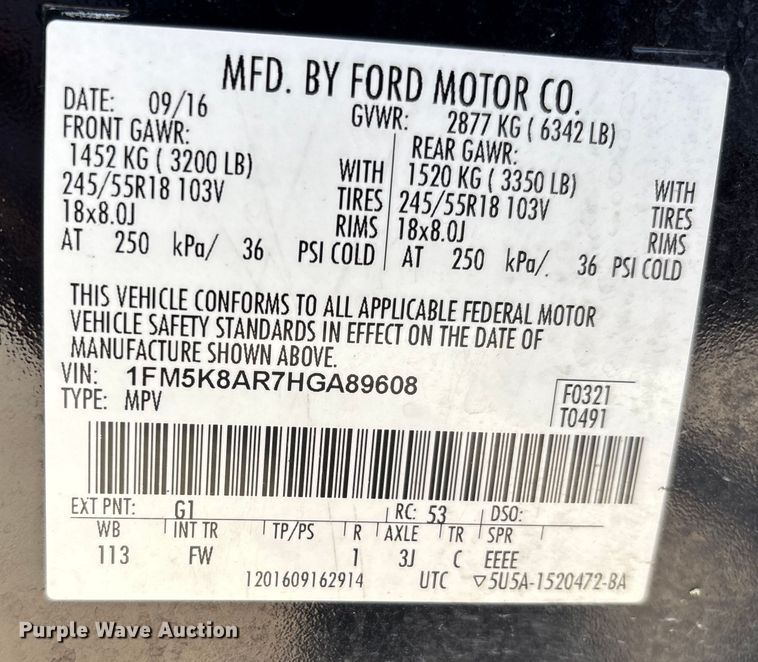 MFD. BY FORD MOTOR CO.
DATE: 09/16 GVWR: 2877 KG ( 6342 LB)
FRONT GAWR: REAR GAWR:
1452 KG ( 3200 LB) WITH 1520 KG ( 3350 LB) WITH
245/55R18 103V TIRES 245/55R18 103V TIRES
18x8.0J RIMS 18x8.0J RIMS
AT 250 kPa/ 36 PSI COLD AT 250 kPa/. 36 PSI COLD
THIS VEHICLE CONFORMS TO ALL APPLICABLE FEDERAL MOTOR
VEHICLE SAFETY STANDARDS IN EFFECT ON THE DATE OF
MANUFACTURE SHOWN ABOVE.
VIN: 1FM5K8AR7HGA89608
TYPE: MPV
F0321
T0491
EXT PNT: G1 RC: 53 DSO:
WB INT TR TP/PS R AXLE TR SPR
113 FW 1 3J C EEEE
1201609162914 UTC ▽5U5A-1520472-BA
Purple Wave Auction